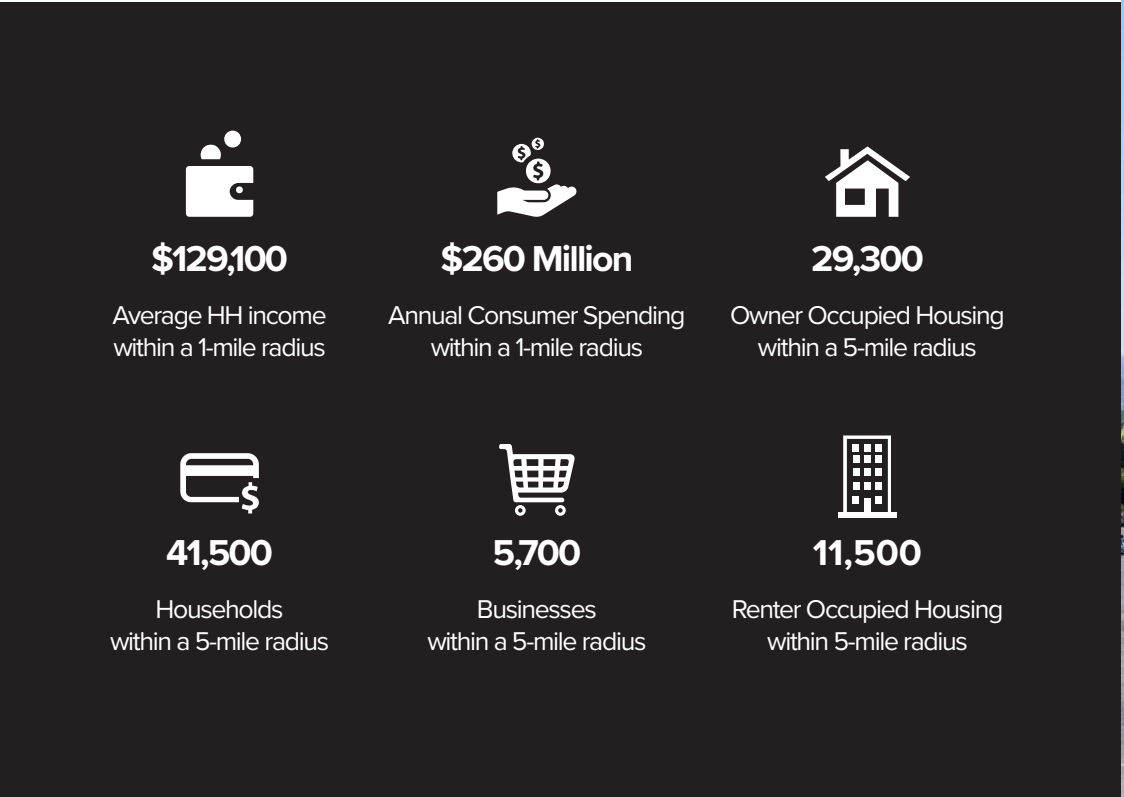 $129,100
Average HH income
within a 1-mile radius
$260 Million
Annual Consumer Spending
within a 1-mile radius
29,300
Owner Occupied Housing
within a 5-mile radius
41,500
Households
within a 5-mile radius
5,700
Businesses
within a 5-mile radius
11,500
Renter Occupied Housing
within 5-mile radius